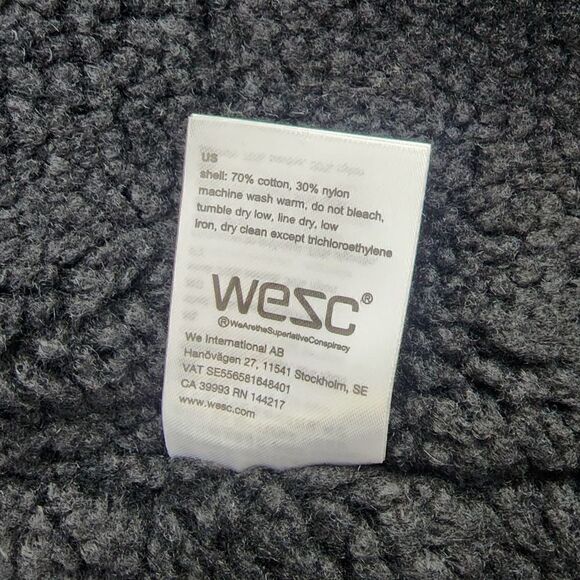 US
shell: 70% cotton, 30% nylon
machine wash warm, do not bleach,
tumble dry low, line dry, low
iron, dry clean except trichloroethylene
wesc®
®WeAretheSuperlativeConspiracy
We International AB
Hanövägen 27, 11541 Stockholm, SE
VAT SE556581648401
CA 39993 RN 144217
www.wesc.com